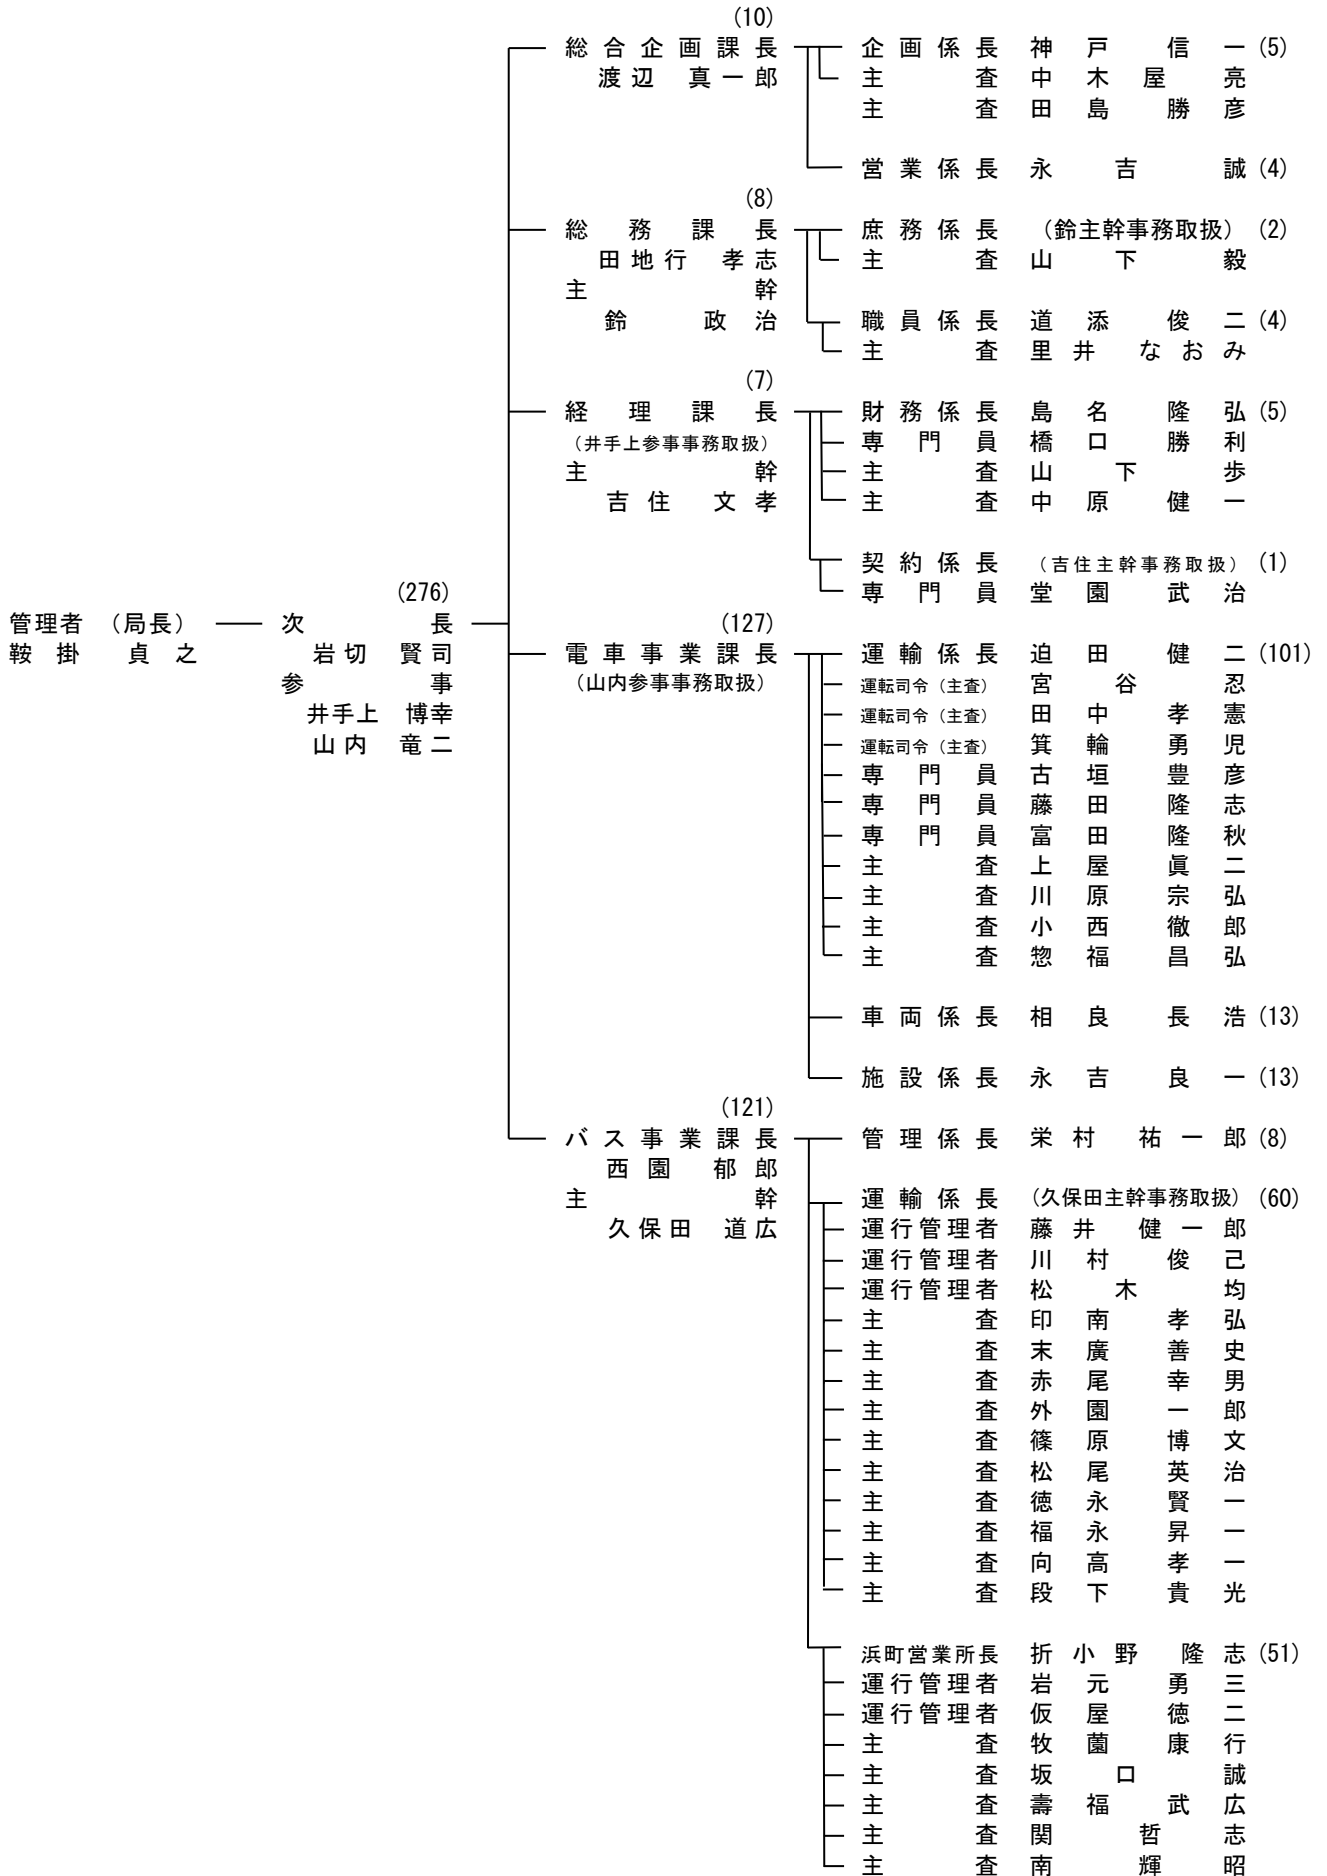 (10)
総合企画課長 企画係長 神戸信一 (5)
渡辺 真一郎 主査 中木屋亮
主査 田島勝彦
営業係長 永吉誠 (4)
(8)
総務課長 庶務係長 (鈴主幹事務取扱) (2)
田地行 孝志 主査 山下毅
主幹
鈴 政治 職員係長 道添俊二 (4)
主査 里井なおみ
(7)
経理課長 財務係長 島名隆弘 (5)
(井手上参事事務取扱) 専門員 橋口勝利
主幹 主査 山下歩
吉住 文孝 主査 中原健一
契約係長 (吉住主幹事務取扱) (1)
(276) 専門員 堂園武治
管理者 (局長) 次長 (127)
鞍掛 貞之 岩切 賢司 電車事業課長 運輸係長 迫田健二 (101)
参事 (山内参事事務取扱) 運転司令(主査) 宮谷忍
井手上 博幸 運転司令(主査) 田中孝憲
山内 竜二 運転司令(主査) 箕輪勇児
専門員 古垣豊彦
専門員 藤田隆志
専門員 富田隆秋
主査 上屋眞二
主査 川原宗弘
主査 小西徹郎
主査 惣福昌弘
車両係長 相良長浩 (13)
施設係長 永吉良一 (13)
(121)
バス事業課長 管理係長 栄村祐一郎 (8)
西園 郁郎
主幹 運輸係長 (久保田主幹事務取扱) (60)
久保田 道広 運行管理者 藤井健一郎
運行管理者 川村俊己
運行管理者 松木均
主査 印南孝弘
主査 末廣善史
主査 赤尾幸男
主査 外園一郎
主査 篠原博文
主査 松尾英治
主査 徳永賢一
主査 福永昇一
主査 向高孝一
主査 段下貴光
浜町営業所長 折小野隆志 (51)
運行管理者 岩元勇三
運行管理者 仮屋徳二
主査 牧薗康行
主査 坂口誠
主査 壽福武広
主査 関哲志
主査 南輝昭